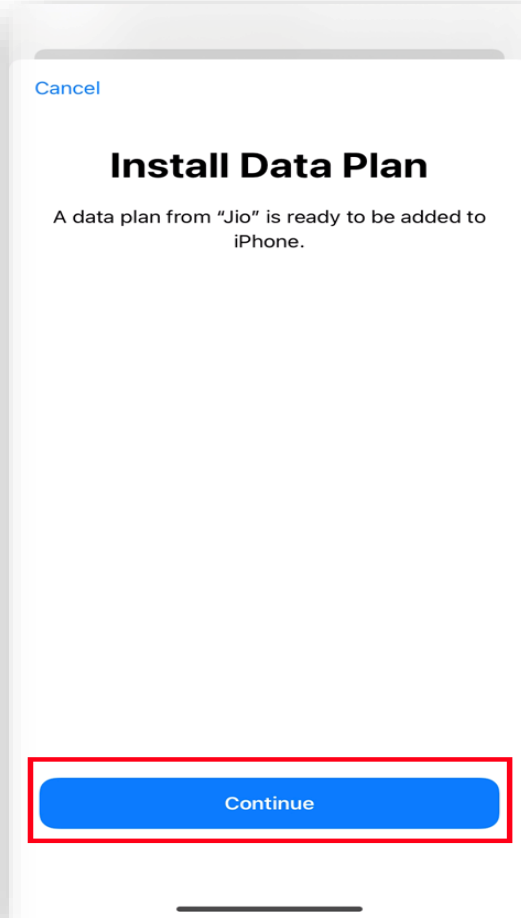 Cancel
Install Data Plan
A data plan from “Jio” is ready to be added to
iPhone.
Continue